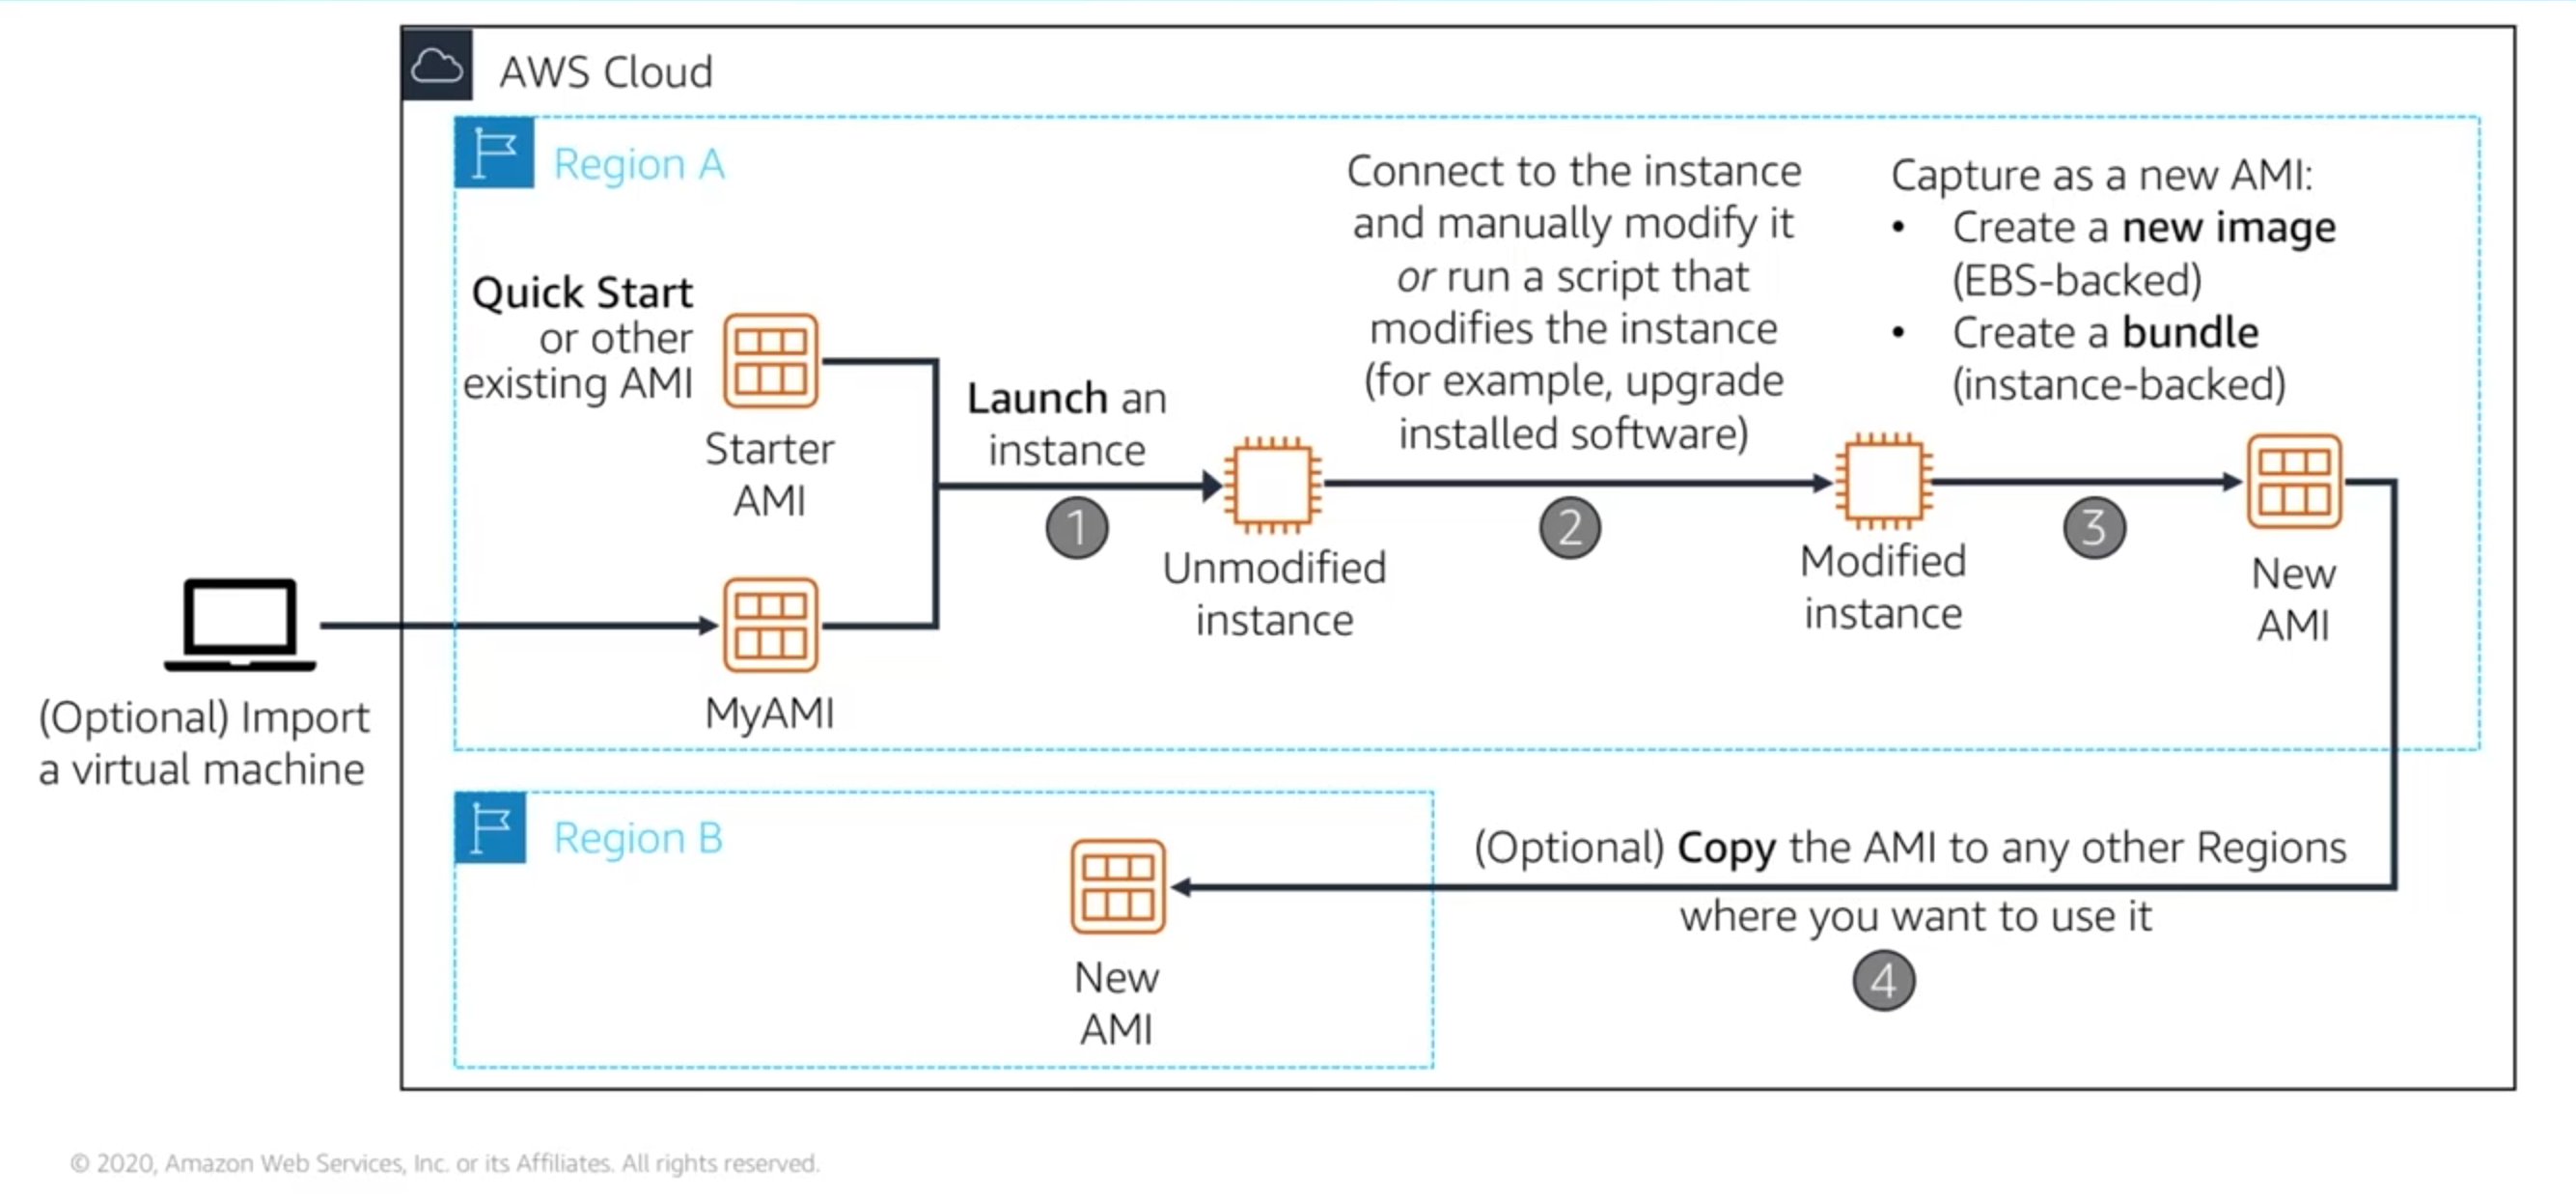 AWS Cloud
Region A
Quick Start
or other
existing AMI
Starter
AMI
MyAMI
(Optional) Import
a virtual machine
Launch an
instance
1
Unmodified
instance
Connect to the instance
and manually modify it
or run a script that
modifies the instance
(for example, upgrade
installed software)
2
Modified
instance
Capture as a new AMI:
• Create a new image
(EBS-backed)
• Create a bundle
(instance-backed)
3
New
AMI
Region B
New
AMI
(Optional) Copy the AMI to any other Regions
where you want to use it
4
© 2020, Amazon Web Services, Inc. or its Affiliates. All rights reserved.